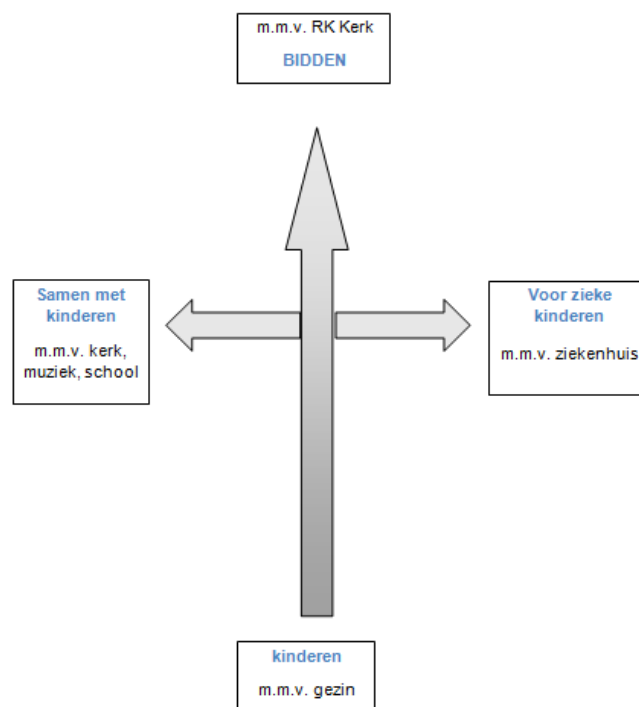 m.m.v. RK Kerk
BIDDEN
Samen met
kinderen
m.m.v. kerk,
muziek, school
Voor zieke
kinderen
m.m.v. ziekenhuis
kinderen
m.m.v. gezin